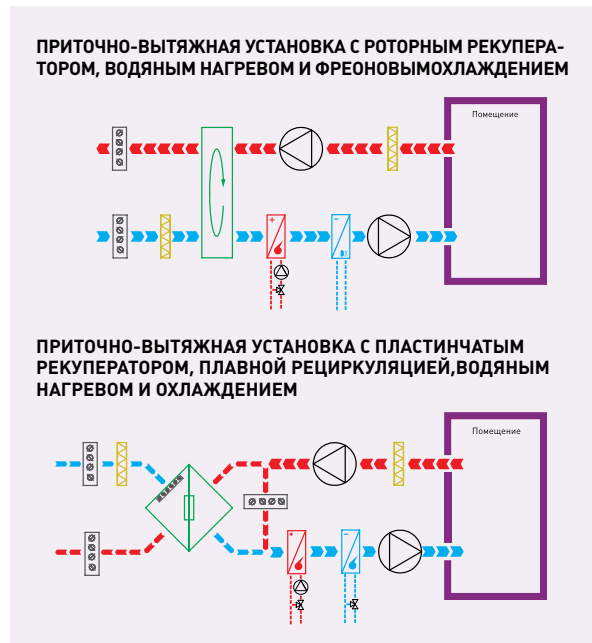 ПРИТОЧНО-ВЫТЯЖНАЯ УСТАНОВКА С РОТОРНЫМ РЕКУПЕРА-
ТОРОМ, ВОДЯНЫМ НАГРЕВОМ И ФРЕОНОВЫМОХЛАЖДЕНИЕМ
Помещение
+
−
ПРИТОЧНО-ВЫТЯЖНАЯ УСТАНОВКА С ПЛАСТИНЧАТЫМ
РЕКУПЕРАТОРОМ, ПЛАВНОЙ РЕЦИРКУЛЯЦИЕЙ,ВОДЯНЫМ
НАГРЕВОМ И ОХЛАЖДЕНИЕМ
Помещение
+
−